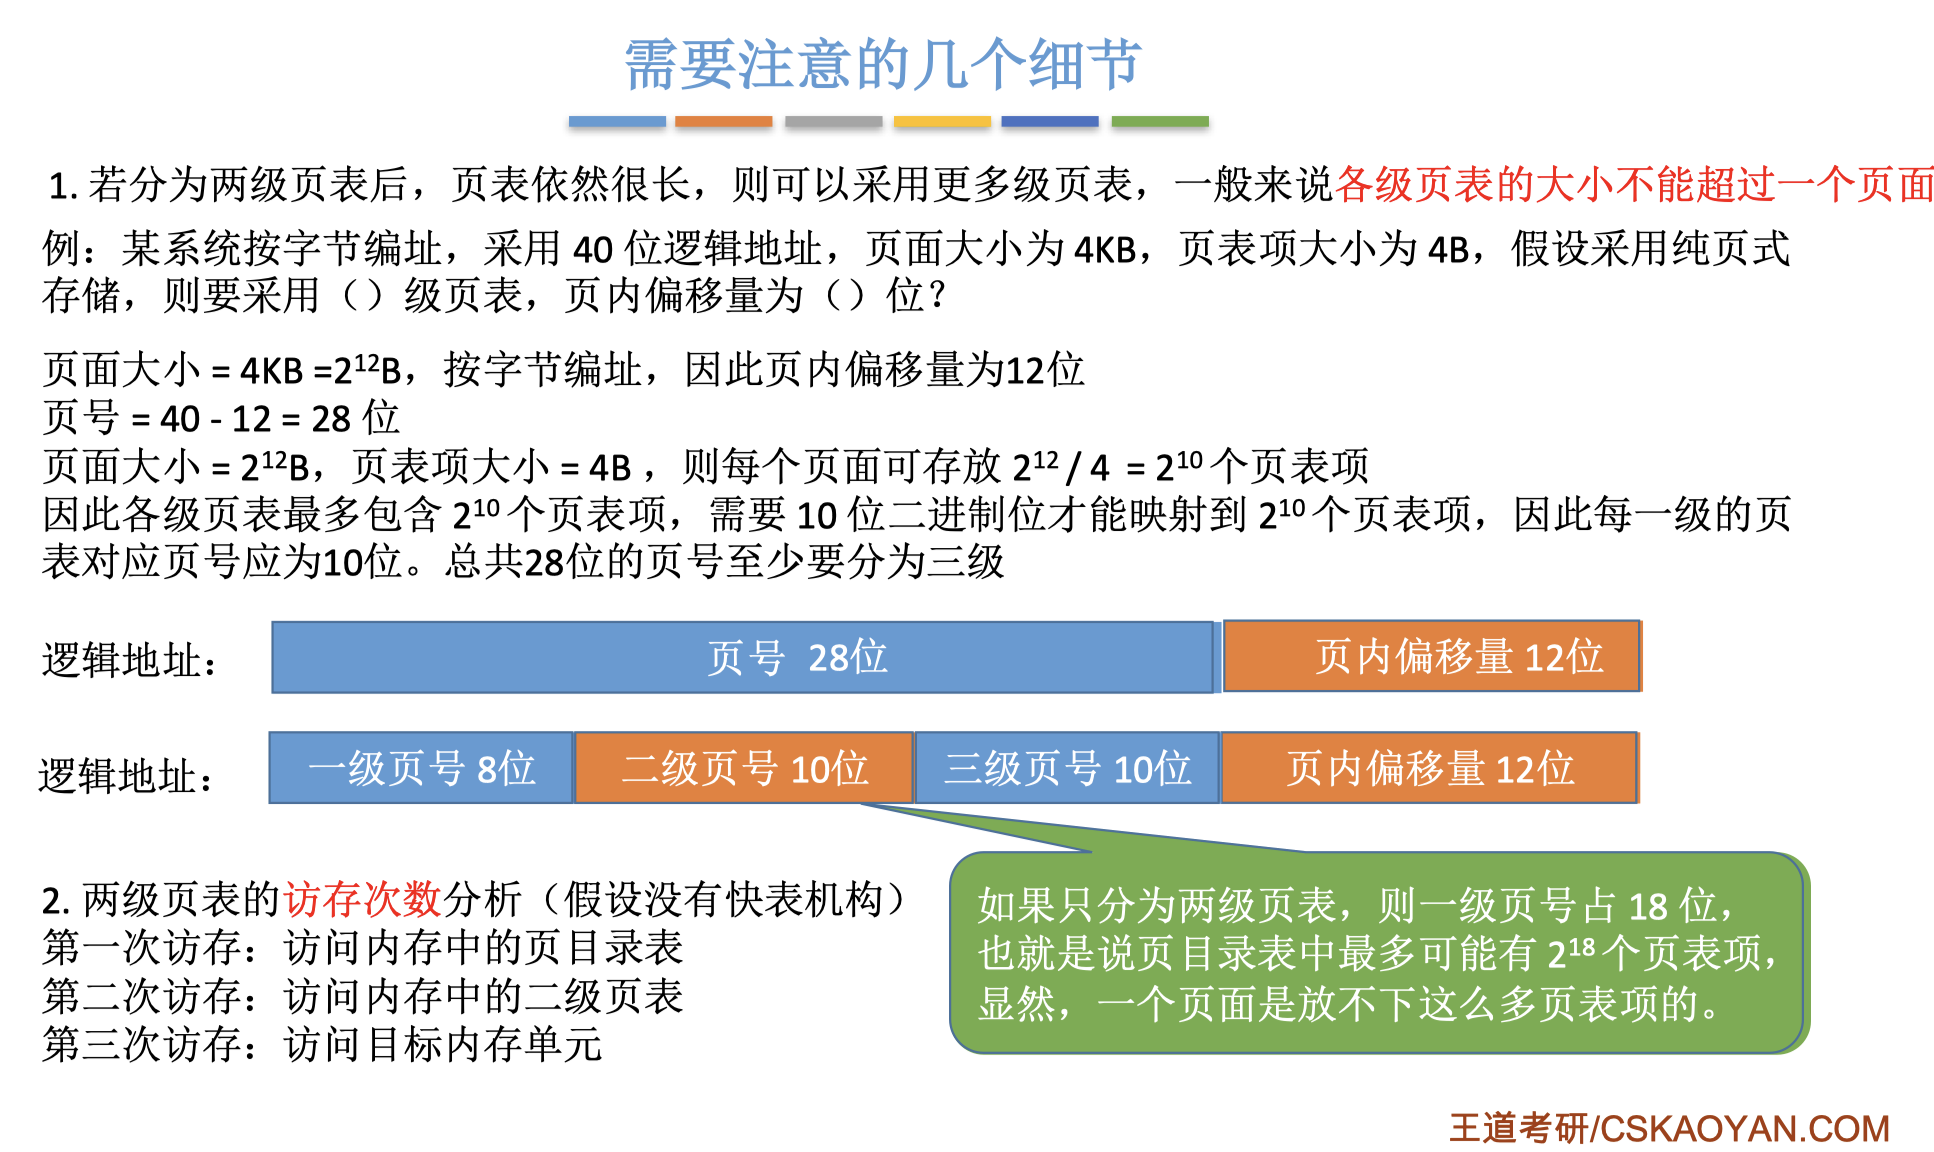 需要注意的几个细节
1. 若分为两级页表后，页表依然很长，则可以采用更多级页表，一般来说各级页表的大小不能超过一个页面
例：某系统按字节编址，采用 40 位逻辑地址，页面大小为 4KB，页表项大小为 4B，假设采用纯页式
存储，则要采用（）级页表，页内偏移量为（）位？
页面大小 = 4KB =2¹²B，按字节编址，因此页内偏移量为12位
页号 = 40 - 12 = 28 位
页面大小 = 2¹²B，页表项大小 = 4B ，则每个页面可存放 2¹² / 4 = 2¹⁰ 个页表项
因此各级页表最多包含 2¹⁰ 个页表项，需要 10 位二进制位才能映射到 2¹⁰ 个页表项，因此每一级的页
表对应页号应为10位。总共28位的页号至少要分为三级
逻辑地址： 页号 28位 页内偏移量 12位
逻辑地址： 一级页号 8位 二级页号 10位 三级页号 10位 页内偏移量 12位
2. 两级页表的访存次数分析（假设没有快表机构）
第一次访存：访问内存中的页目录表
第二次访存：访问内存中的二级页表
第三次访存：访问目标内存单元
如果只分为两级页表，则一级页号占 18 位，
也就是说页目录表中最多可能有 2¹⁸ 个页表项，
显然，一个页面是放不下这么多页表项的。
王道考研/CSKAOYAN.COM